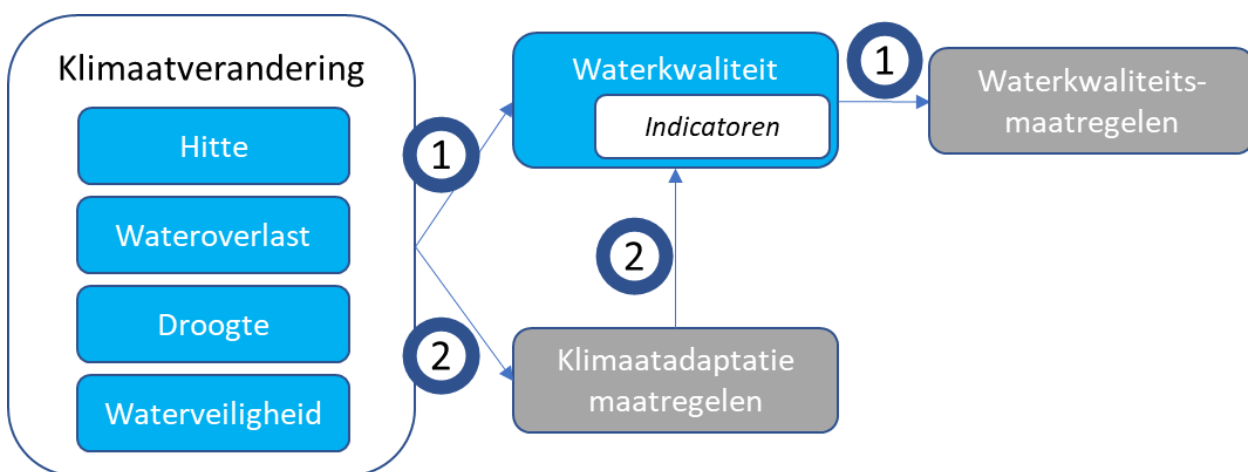 Klimaatverandering
Hitte
Wateroverlast
Droogte
Waterveiligheid
1
2
Waterkwaliteit
Indicatoren
2
Klimaatadaptatie
maatregelen
1
Waterkwaliteits-
maatregelen